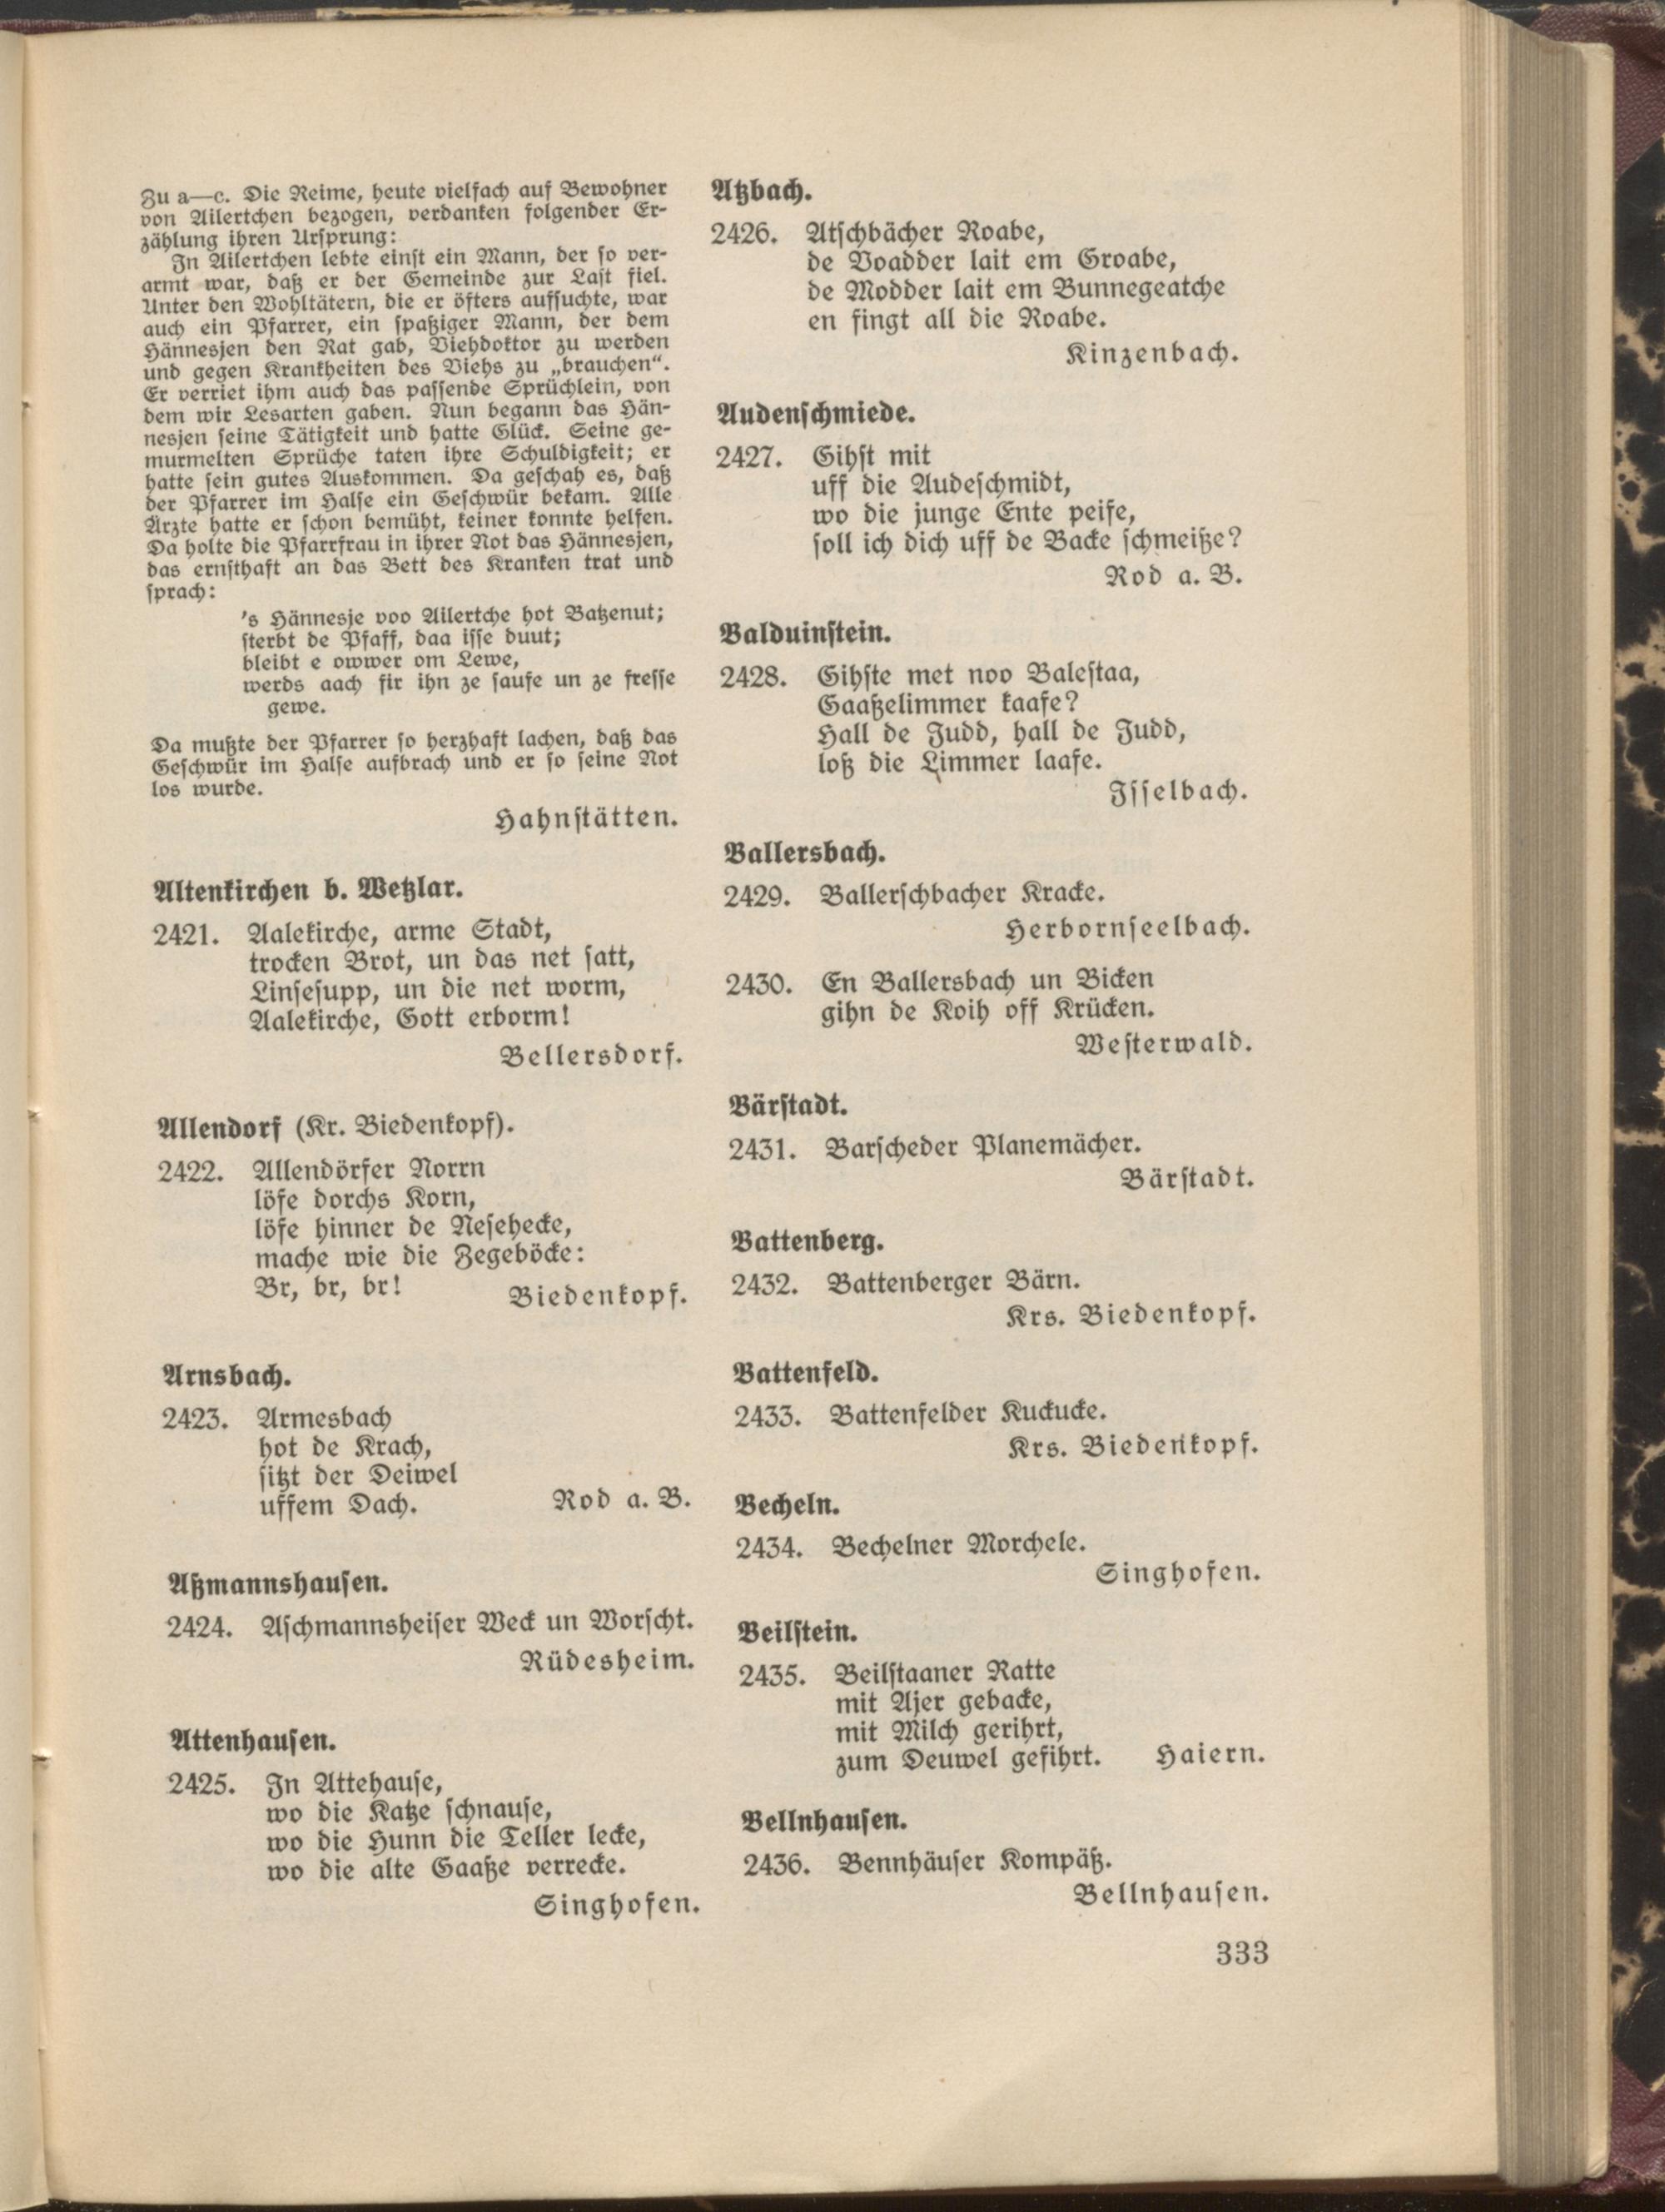 Zu a—c. Die Reime, heute vielfach auf Bewohner
von Ailertchen bezogen, verdanken folgender Er-
zählung ihren Ursprung:
In Ailertchen lebte einst ein Mann, der so ver-
armt war, daß er der Gemeinde zur Last fiel.
Unter den Wohltätern, die er öfters aufsuchte, war
auch ein Pfarrer, ein spaßiger Mann, der dem
Hännesjen den Rat gab, Viehdoktor zu werden
und gegen Krankheiten des Viehs zu „brauchen“.
Er verriet ihm auch das passende Sprüchlein, von
dem wir Lesarten gaben. Nun begann das Hän-
nesjen seine Tätigkeit und hatte Glück. Seine ge-
murmelten Sprüche taten ihre Schuldigkeit; er
hatte sein gutes Auskommen. Da geschah es, daß
der Pfarrer im Halse ein Geschwür bekam. Alle
Ärzte hatte er schon bemüht, keiner konnte helfen.
Da holte die Pfarrfrau in ihrer Not das Hännesjen,
das ernsthaft an das Bett des Kranken trat und
sprach:
's Hännesje voo Ailertche hot Batzenut;
sterbt de Pfaff, daa isse duut;
bleibt e owwer om Lewe,
werds aach fir ihn ze saufe un ze fresse
gewe.
Da mußte der Pfarrer so herzhaft lachen, daß das
Geschwür im Halse aufbrach und er so seine Not
los wurde.
Hahnstätten.
Altenkirchen b. Wetzlar.
2421. Aalekirche, arme Stadt,
trocken Brot, un das net satt,
Linsesupp, un die net worm,
Aalekirche, Gott erborm!
Bellersdorf.
Allendorf (Kr. Biedenkopf).
2422. Allendörfer Norrn
löfe dorchs Korn,
löfe hinner de Nesehecke,
mache wie die Zegeböcke:
Br, br, br! Biedenkopf.
Arnsbach.
2423. Armesbach
hot de Krach,
sitzt der Deiwel
uffem Dach. Rod a. B.
Aßmannshausen.
2424. Aschmannsheiser Weck un Worscht.
Rüdesheim.
Attenhausen.
2425. In Attehause,
wo die Katze schnause,
wo die Hunn die Teller lecke,
wo die alte Gaaße verrecke.
Singhofen.
Atzbach.
2426. Atschbächer Roabe,
de Voadder lait em Groabe,
de Modder lait em Bunnegeatche
en fingt all die Roabe.
Kinzenbach.
Audenschmiede.
2427. Gihst mit
uff die Audeschmidt,
wo die junge Ente peife,
soll ich dich uff de Backe schmeiße?
Rod a. B.
Balduinstein.
2428. Gihste met noo Balestaa,
Gaaßelimmer kaafe?
Hall de Judd, hall de Judd,
loß die Limmer laafe.
Isselbach.
Ballersbach.
2429. Ballerschbacher Kracke.
Herbornseelbach.
2430. En Ballersbach un Bicken
gihn de Koih off Krücken.
Westerwald.
Bärstadt.
2431. Barscheder Planemächer.
Bärstadt.
Battenberg.
2432. Battenberger Bärn.
Krs. Biedenkopf.
Battenfeld.
2433. Battenfelder Kuckucke.
Krs. Biedenkopf.
Becheln.
2434. Bechelner Morchele.
Singhofen.
Beilstein.
2435. Beilstaaner Ratte
mit Ajer gebacke,
mit Milch gerihrt,
zum Deuwel gefihrt. Haiern.
Bellnhausen.
2436. Bennhäuser Kompäß.
Bellnhausen.
333